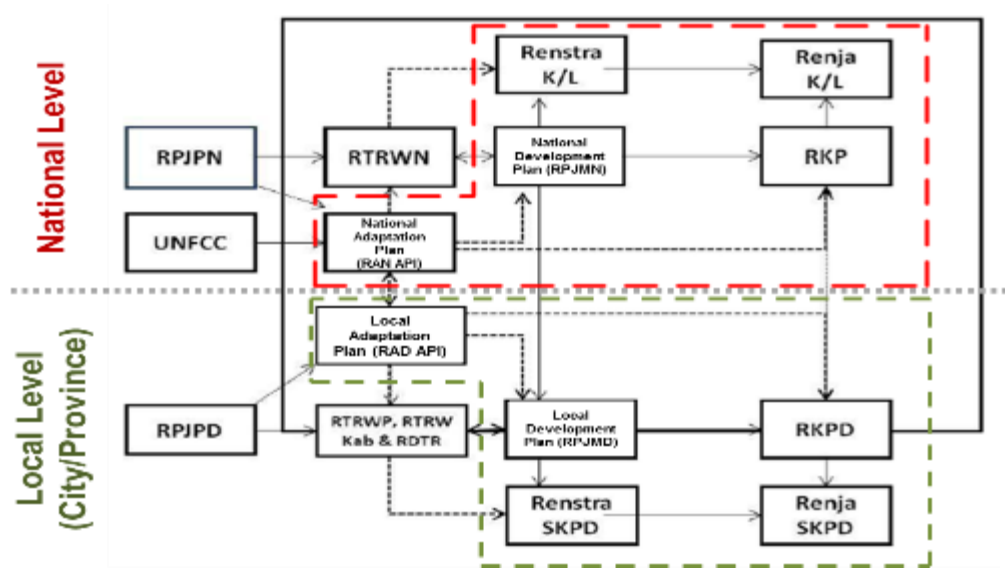 National Level
Renstra
K/L
Renja
K/L
RPJPN
RTRWN
National
Development
Plan (RPJMN)
RKP
UNFCC
National
Adaptation
Plan
(RAN API)
Local Level
(City/Province)
Local
Adaptation
Plan (RAD API)
RPJPD
RTRWP, RTRW
Kab & RDTR
Local
Development
Plan (RPJMD)
RKPD
Renstra
SKPD
Renja
SKPD